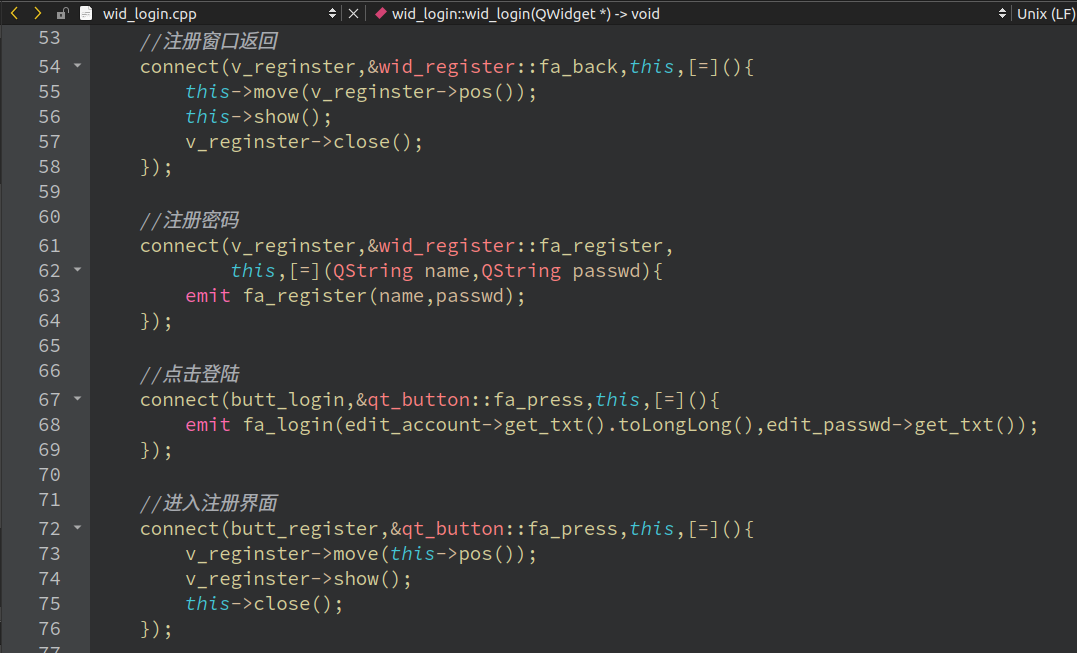 wid_login.cpp wid_login::wid_login(QWidget *) -> void Unix (LF)
53 //注册窗口返回
54 connect(v_reginster,&wid_register::fa_back,this,[=](){
55 this->move(v_reginster->pos());
56 this->show();
57 v_reginster->close();
58 });
59
60 //注册密码
61 connect(v_reginster,&wid_register::fa_register,
62 this,[=](QString name,QString passwd){
63 emit fa_register(name,passwd);
64 });
65
66 //点击登陆
67 connect(butt_login,&qt_button::fa_press,this,[=](){
68 emit fa_login(edit_account->get_txt().toLongLong(),edit_passwd->get_txt());
69 });
70
71 //进入注册界面
72 connect(butt_register,&qt_button::fa_press,this,[=](){
73 v_reginster->move(this->pos());
74 v_reginster->show();
75 this->close();
76 });
77